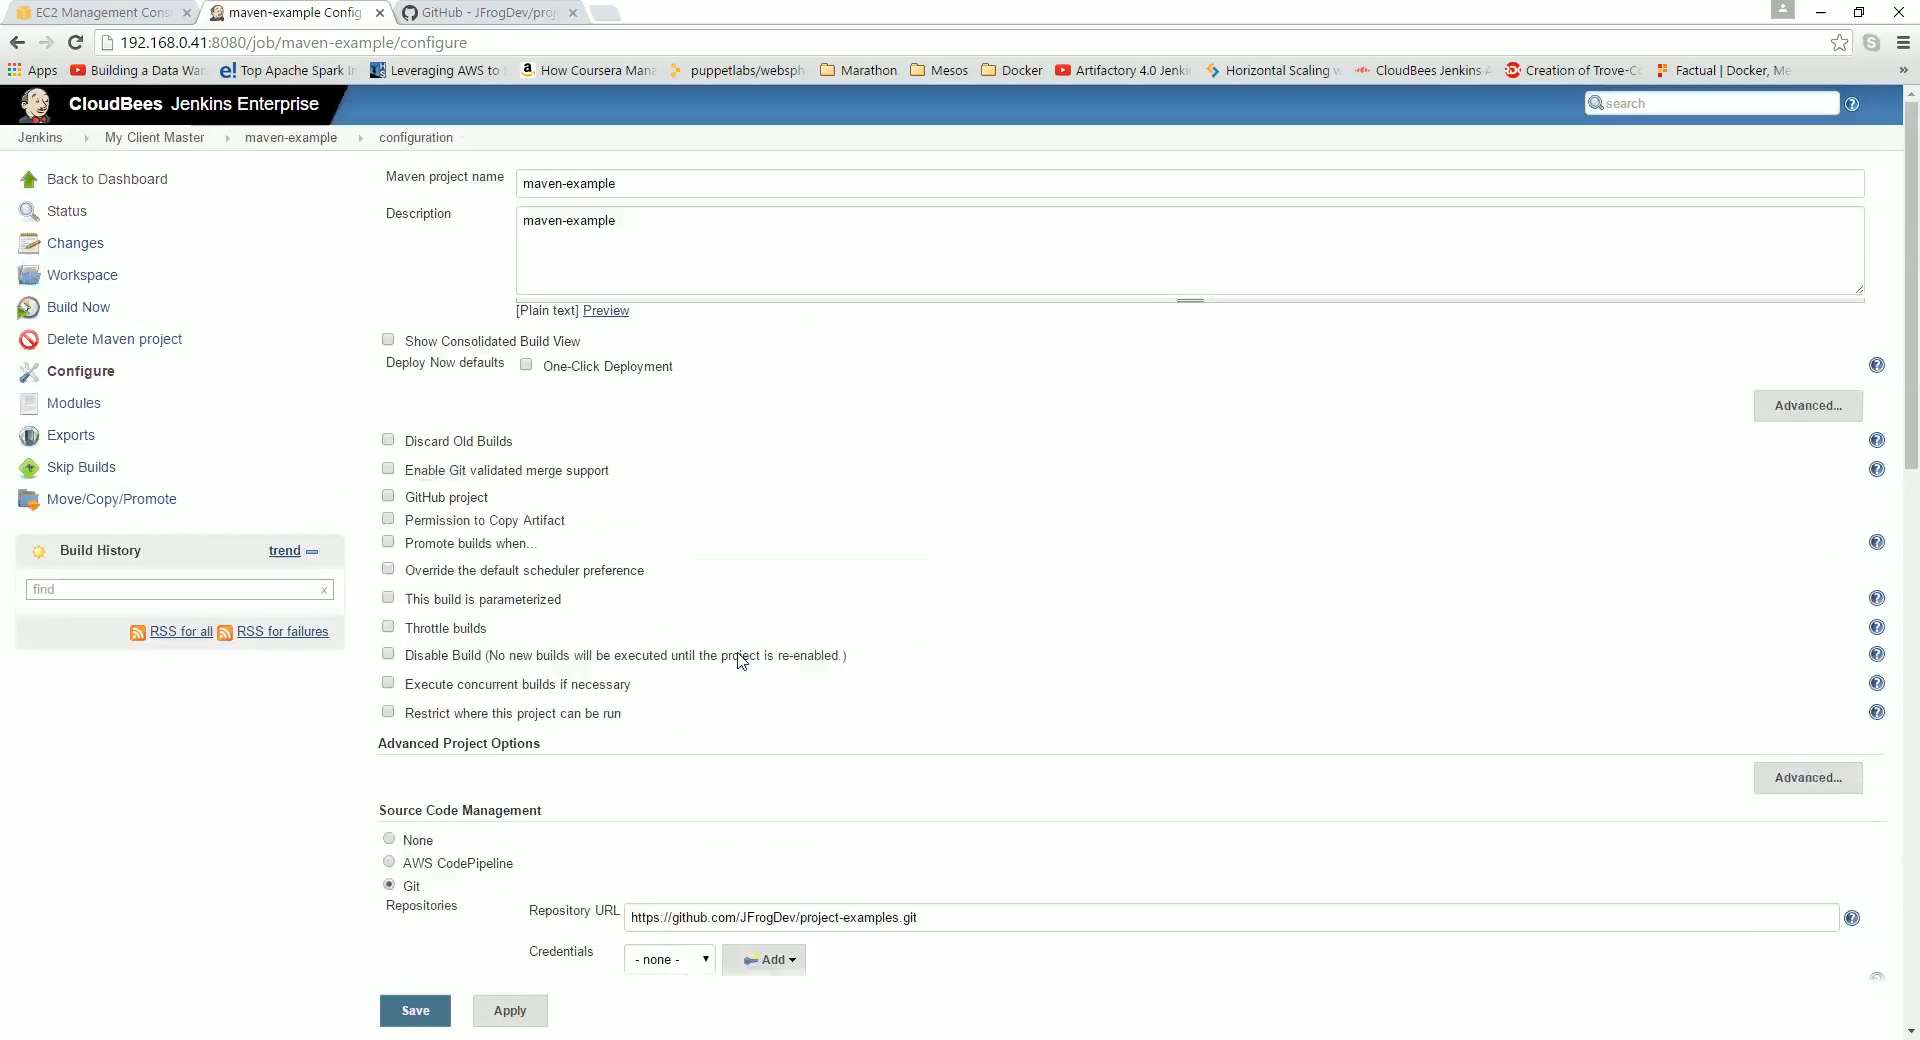 EC2 Management Cons
maven-example Config
GitHub - JFrogDev/proj
192.168.0.41:8080/job/maven-example/configure
Apps
Building a Data War
Top Apache Spark In
Leveraging AWS to
How Coursera Mana
puppetlabs/websph
Marathon
Mesos
Docker
Artifactory 4.0 Jenki
Horizontal Scaling w
CloudBees Jenkins
Creation of Trove-Co
Factual | Docker, Me
CloudBees Jenkins Enterprise
search
Jenkins
My Client Master
maven-example
configuration
Back to Dashboard
Status
Changes
Workspace
Build Now
Delete Maven project
Configure
Modules
Exports
Skip Builds
Move/Copy/Promote
Build History
trend
find
x
RSS for all
RSS for failures
Maven project name
maven-example
Description
maven-example
[Plain text] Preview
Show Consolidated Build View
Deploy Now defaults
One-Click Deployment
Advanced...
Discard Old Builds
Enable Git validated merge support
GitHub project
Permission to Copy Artifact
Promote builds when...
Override the default scheduler preference
This build is parameterized
Throttle builds
Disable Build (No new builds will be executed until the project is re-enabled.)
Execute concurrent builds if necessary
Restrict where this project can be run
Advanced Project Options
Advanced...
Source Code Management
None
AWS CodePipeline
Git
Repositories
Repository URL
https://github.com/JFrogDev/project-examples.git
Credentials
- none -
Add
Save
Apply